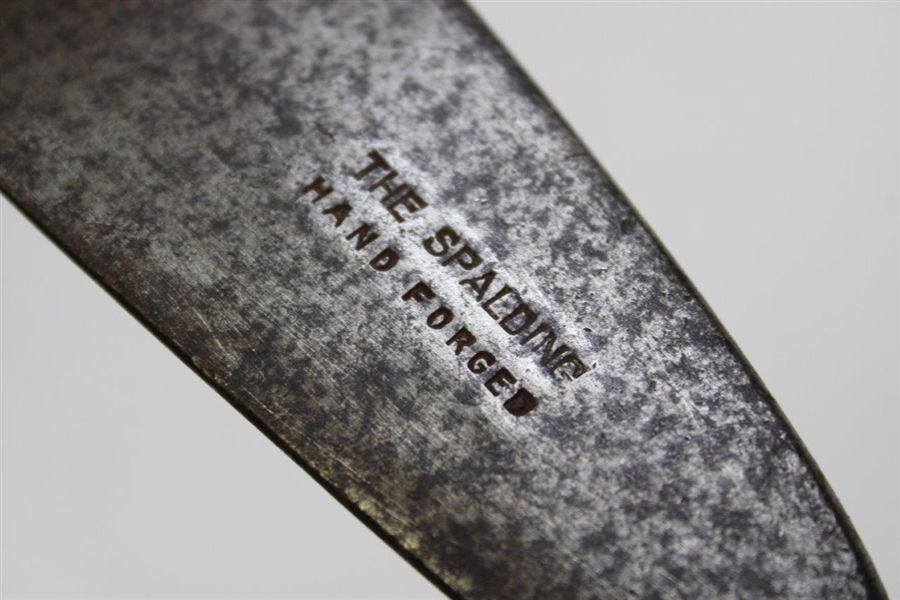 THE SPALDING
HAND FORGED